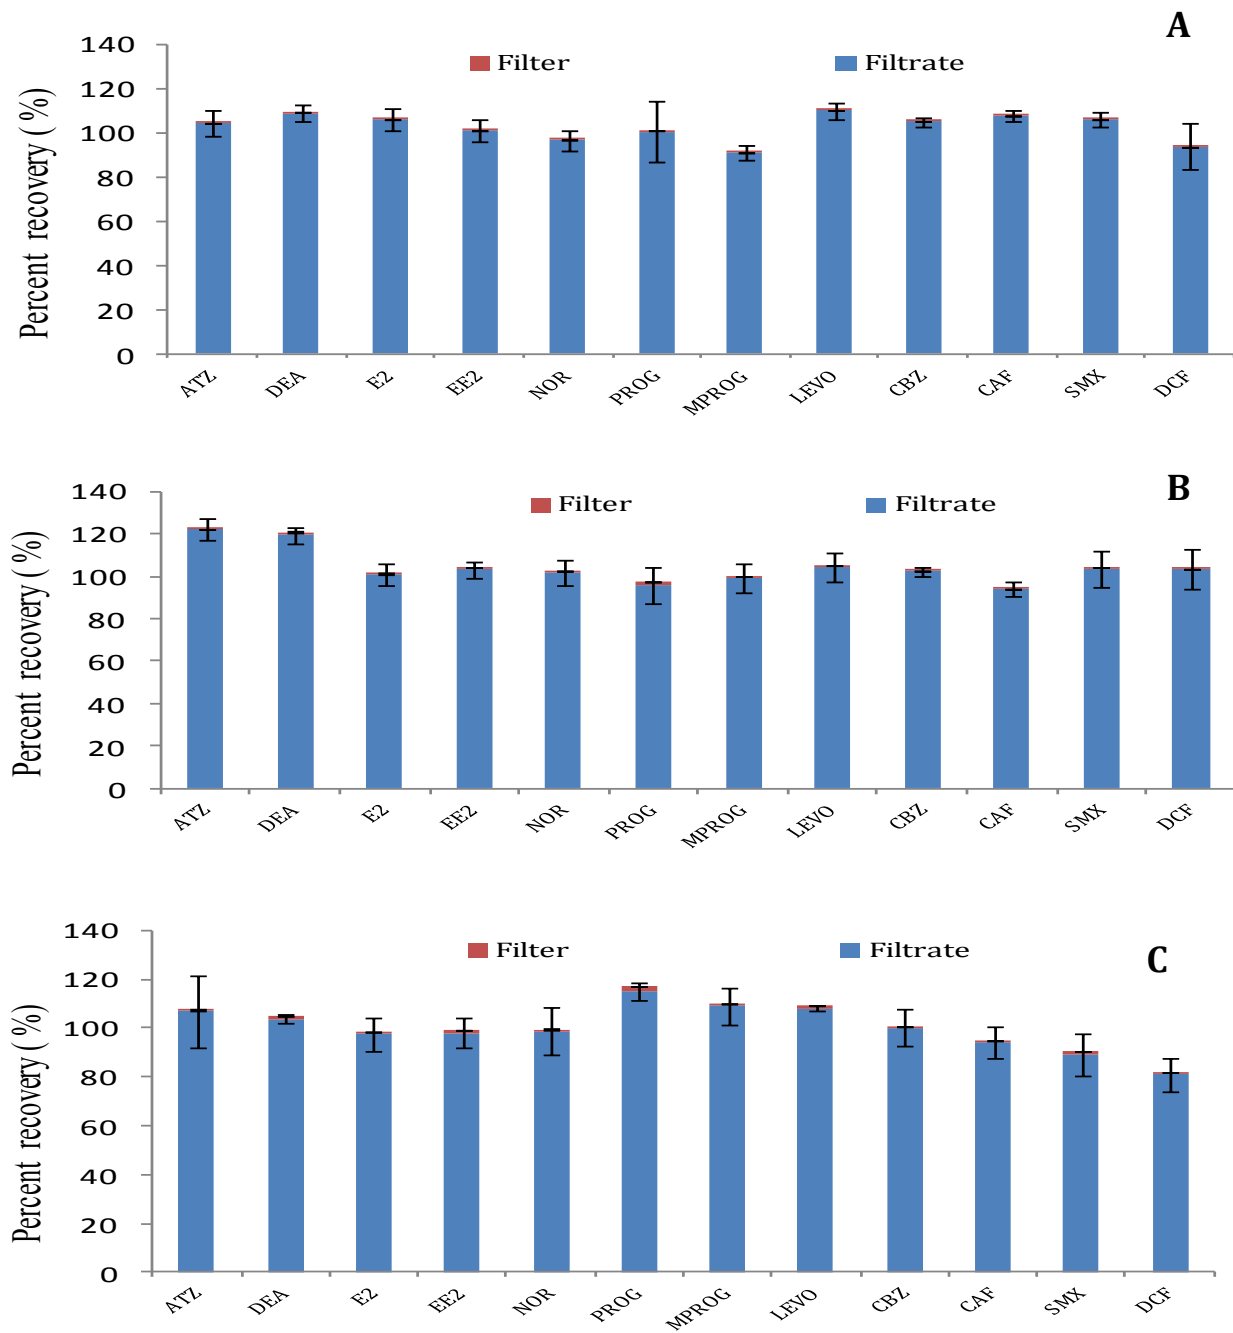 A
Filter
Filtrate
Percent recovery ( %)
140
120
100
80
60
40
20
0
ATZ
DEA
E2
EE2
NOR
PROG
MPROG
LEVO
CBZ
CAF
SMX
DCF
B
Filter
Filtrate
Percent recovery ( %)
140
120
100
80
60
40
20
0
ATZ
DEA
E2
EE2
NOR
PROG
MPROG
LEVO
CBZ
CAF
SMX
DCF
C
Filter
Filtrate
Percent recovery ( %)
140
120
100
80
60
40
20
0
ATZ
DEA
E2
EE2
NOR
PROG
MPROG
LEVO
CBZ
CAF
SMX
DCF